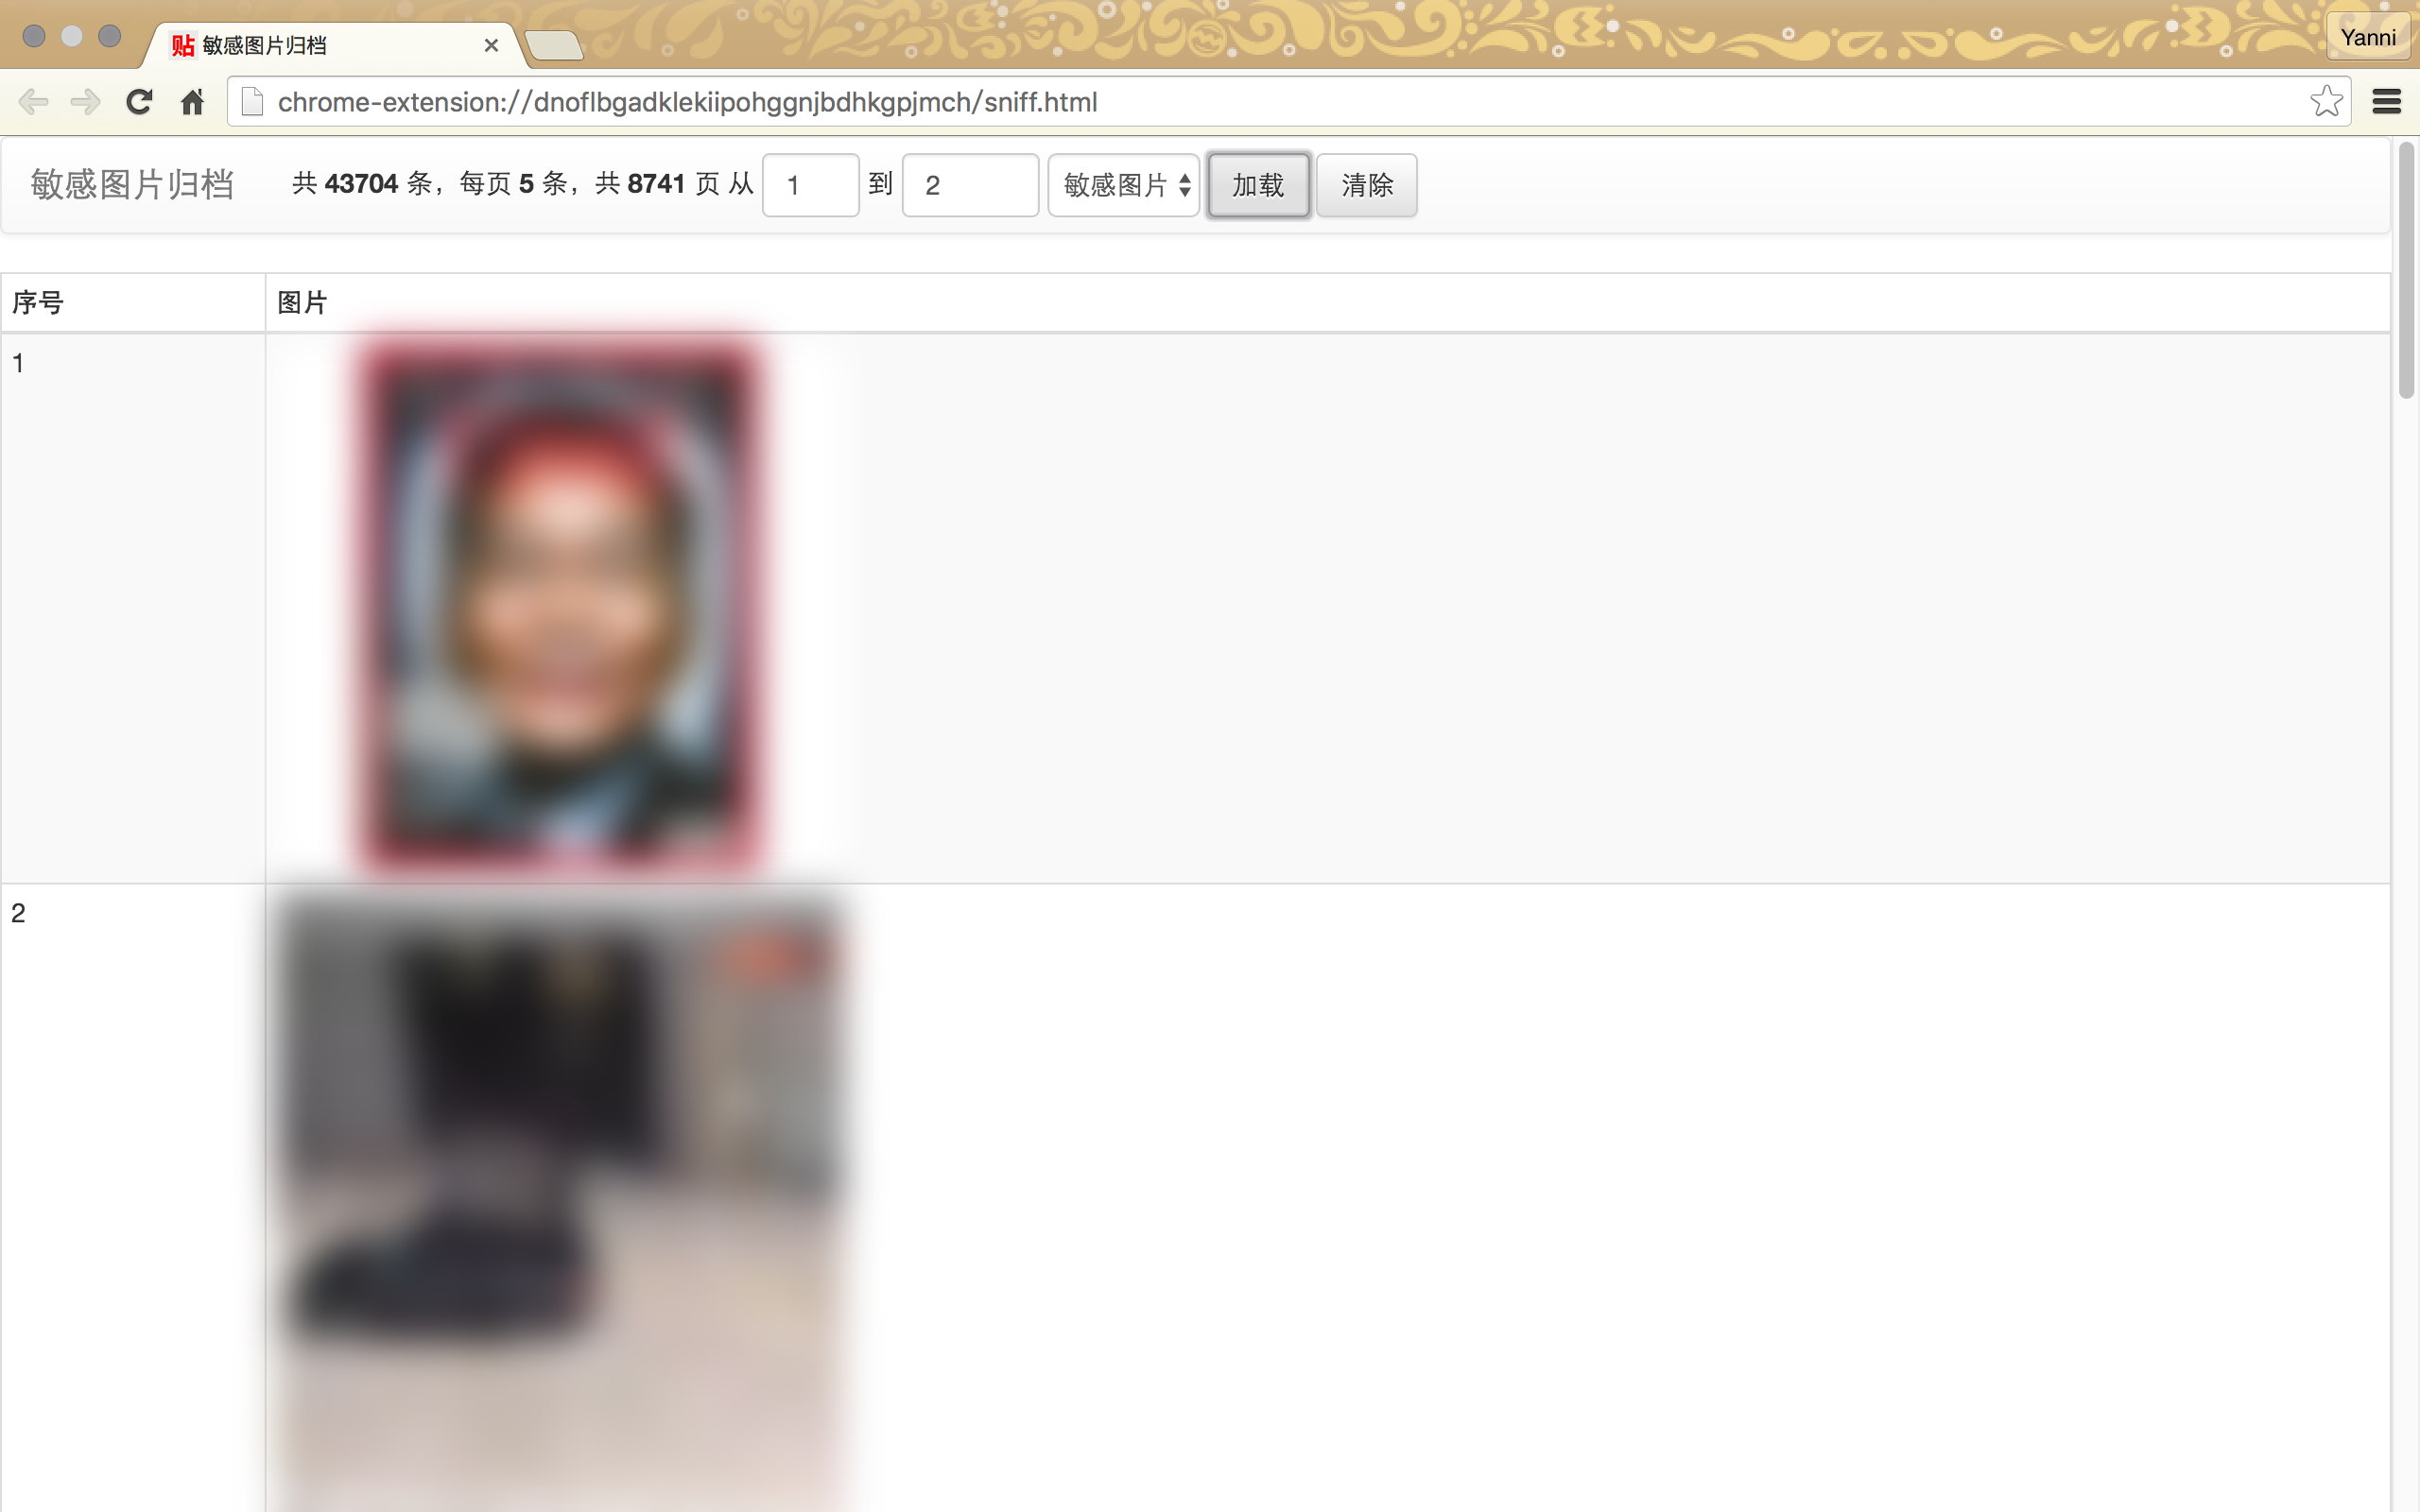 贴 敏感图片归档
Yanni
chrome-extension://dnoflbgadklekiipohggnjbdhkgpjmch/sniff.html
敏感图片归档 共 43704 条，每页 5 条，共 8741 页 从 1 到 2 敏感图片 加载 清除
序号 图片
1
2